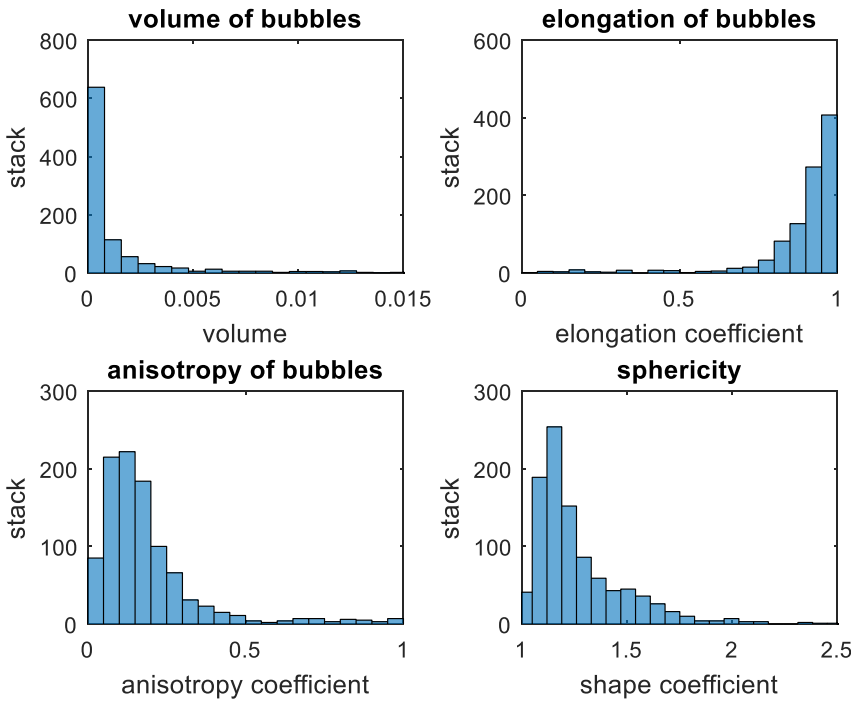 volume of bubbles
800
600
400
200
0
stack
0
0.005
0.01
0.015
volume
elongation of bubbles
600
400
200
0
stack
0
0.5
1
elongation coefficient
anisotropy of bubbles
300
200
100
0
stack
0
0.5
1
anisotropy coefficient
sphericity
300
200
100
0
stack
1
1.5
2
2.5
shape coefficient